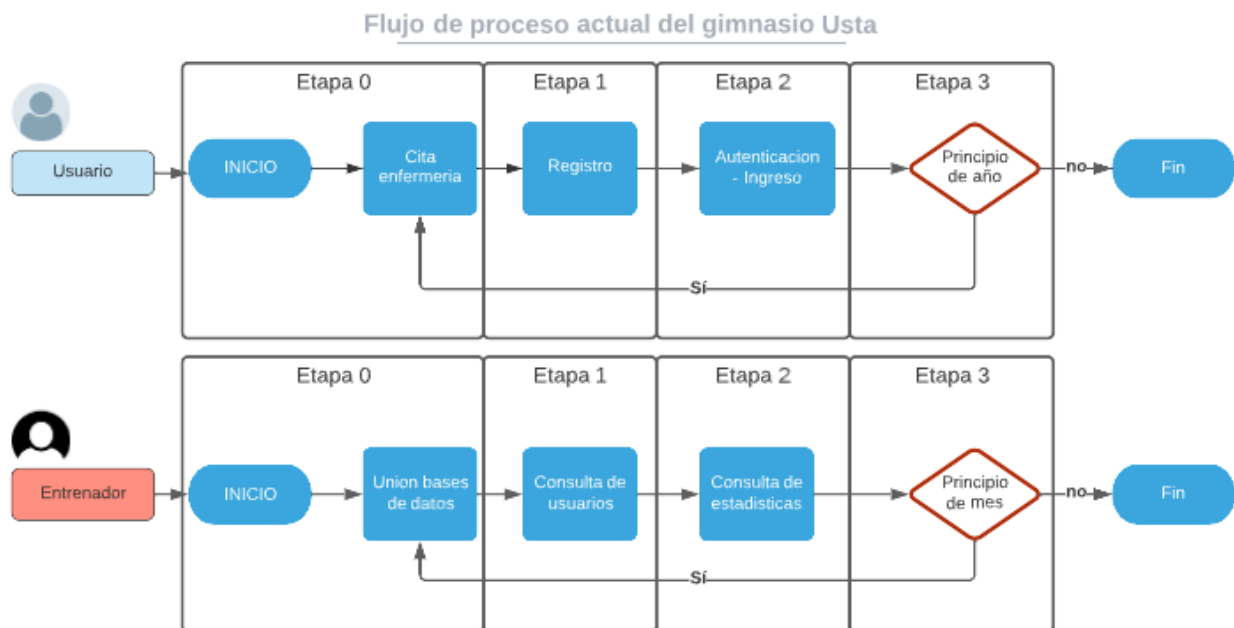 Flujo de proceso actual del gimnasio Usta
Etapa 0
Etapa 1
Etapa 2
Etapa 3
Usuario
INICIO
Cita
enfermeria
Registro
Autenticacion
- Ingreso
Principio
de año
no
Fin
Sí
Etapa 0
Etapa 1
Etapa 2
Etapa 3
Entrenador
INICIO
Union bases
de datos
Consulta de
usuarios
Consulta de
estadisticas
Principio
de mes
no
Fin
Sí